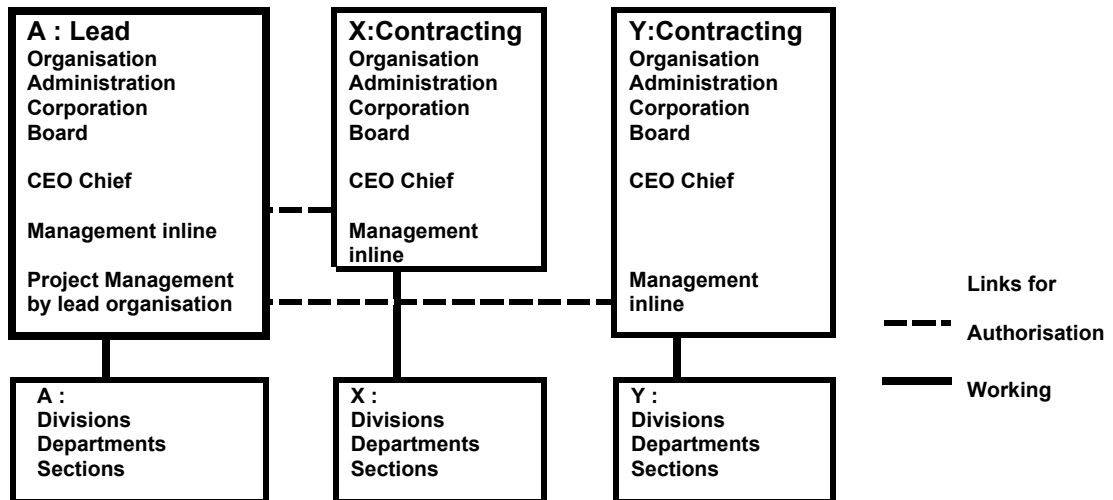 A : Lead
Organisation
Administration
Corporation
Board
CEO Chief
Management inline
Project Management
by lead organisation
X:Contracting
Organisation
Administration
Corporation
Board
CEO Chief
Management
inline
Y:Contracting
Organisation
Administration
Corporation
Board
CEO Chief
Management
inline
Links for
Authorisation
Working
A :
Divisions
Departments
Sections
X :
Divisions
Departments
Sections
Y :
Divisions
Departments
Sections